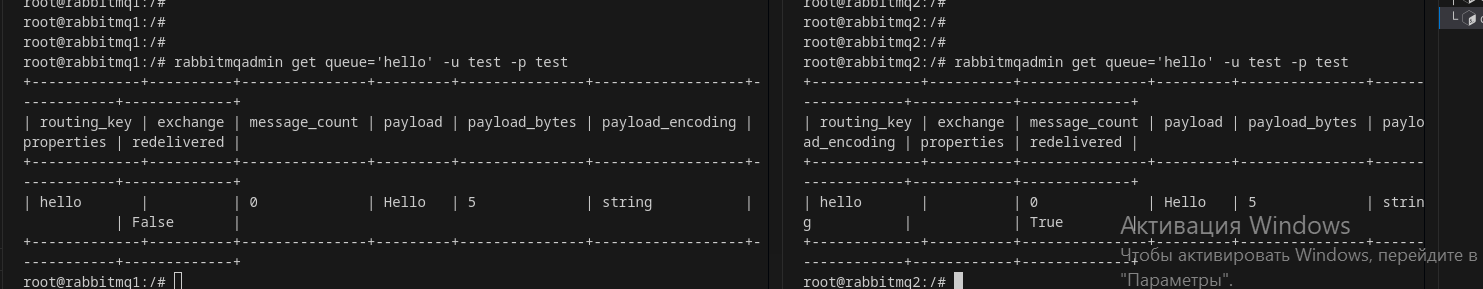 root@rabbitmq1:/#
root@rabbitmq1:/#
root@rabbitmq1:/#
root@rabbitmq1:/# rabbitmqadmin get queue='hello' -u test -p test
+-------------+----------+---------------+---------+---------------+------------------+-
-----------+-------------+
| routing_key | exchange | message_count | payload | payload_bytes | payload_encoding |
properties | redelivered |
+-------------+----------+---------------+---------+---------------+------------------+-
-----------+-------------+
| hello       |          | 0             | Hello   | 5             | string           |
           | False       |
+-------------+----------+---------------+---------+---------------+------------------+-
-----------+-------------+
root@rabbitmq1:/#
root@rabbitmq2:/#
root@rabbitmq2:/#
root@rabbitmq2:/#
root@rabbitmq2:/# rabbitmqadmin get queue='hello' -u test -p test
+-------------+----------+---------------+---------+---------------+------
------------+------------+-------------+
| routing_key | exchange | message_count | payload | payload_bytes | paylo
ad_encoding | properties | redelivered |
+-------------+----------+---------------+---------+---------------+------
------------+------------+-------------+
| hello       |          | 0             | Hello   | 5             | strin
g           |            | True        |
+-------------+----------+---------------+---------+---------------+------
------------+------------+-------------+
root@rabbitmq2:/#
Активация Windows
Чтобы активировать Windows, перейдите в
"Параметры".